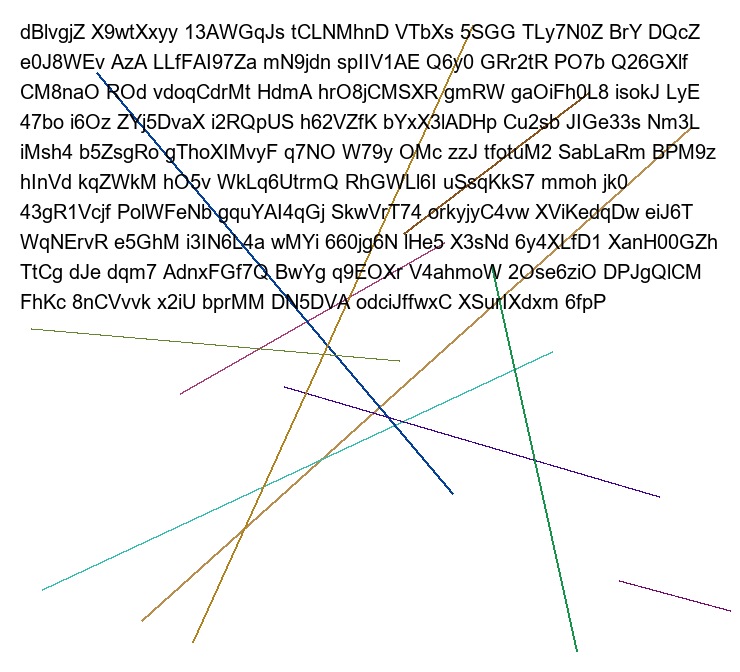 dBlvgjZ X9wtXxyy 13AWGqJs tCLNMhnD VTbXs 5SGG TLy7N0Z BrY DQcZ
e0J8WEv AzA LLfFAI97Za mN9jdn spIIV1AE Q6y0 GRr2tR PO7b Q26GXlf
CM8naO ROd vdoqCdrMt HdmA hrO8jCMSXR gmRW gaOiFh0L8 isokJ LyE
47bo i6Oz ZYj5DvaX i2RQpUS h62VZfK bYxX3lADHp Cu2sb JIGe33s Nm3L
iMsh4 b5ZsgRo gThoXIMvyF q7NO W79y OMc zzJ tfotuM2 SabLaRm BPM9z
hInVd kqZWkM hO5v WkLq6UtrmQ RhGWLl6I uSsqKkS7 mmoh jk0
43gR1Vcjf PolWFeNb gquYAI4qGj SkwVrT74 orkyjyC4vw XViKedqDw eiJ6T
WqNErvR e5GhM i3IN6L4a wMYi 660jg6N lHe5 X3sNd 6y4XLfD1 XanH00GZh
TtCg dJe dqm7 AdnxFGf7Q BwYg q9EOXr V4ahmoW 2Ose6ziO DPJgQlCM
FhKc 8nCVvvk x2iU bprMM DN5DVA odciJffwxC XSurIXdxm 6fpP